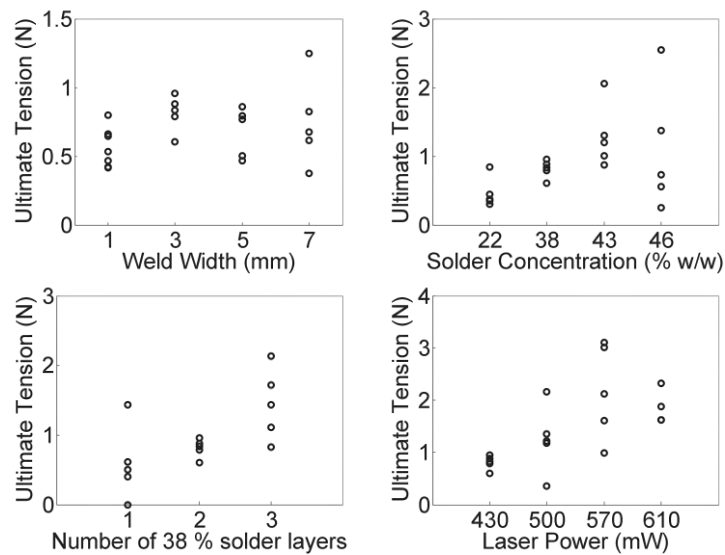 Ultimate Tension (N)
1.5
1
0.5
0
1 3 5 7
Weld Width (mm)
Ultimate Tension (N)
3
2
1
0
22 38 43 46
Solder Concentration (% w/w)
Ultimate Tension (N)
3
2
1
0
1 2 3
Number of 38 % solder layers
Ultimate Tension (N)
4
3
2
1
0
430 500 570 610
Laser Power (mW)